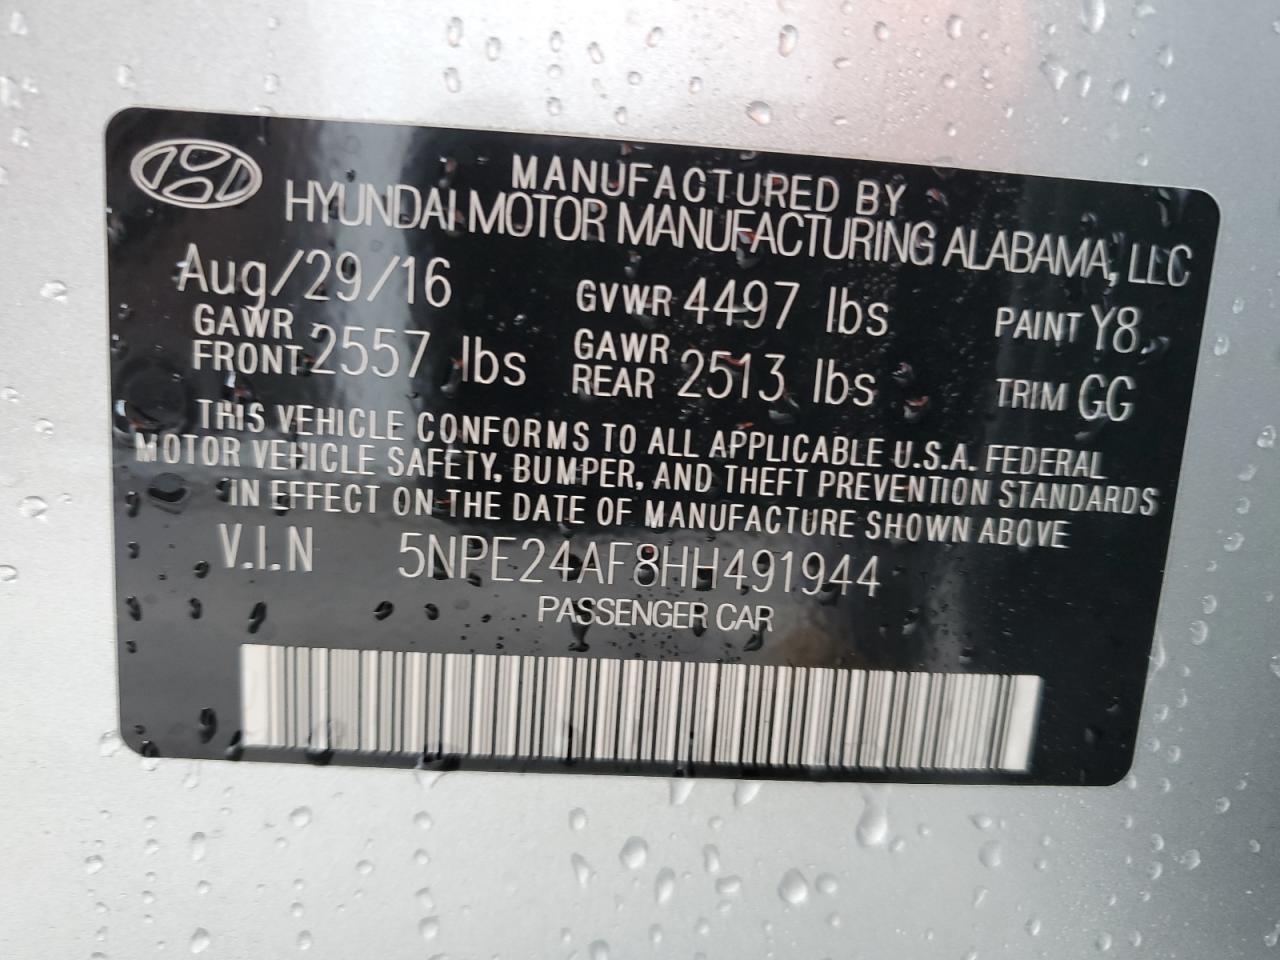 MANUFACTURED BY
HYUNDAI MOTOR MANUFACTURING ALABAMA, LLC
Aug/29/16 GVWR 4497 lbs PAINT Y8
GAWR FRONT 2557 lbs GAWR REAR 2513 lbs TRIM GG
THIS VEHICLE CONFORMS TO ALL APPLICABLE U.S.A. FEDERAL
MOTOR VEHICLE SAFETY, BUMPER, AND THEFT PREVENTION STANDARDS
IN EFFECT ON THE DATE OF MANUFACTURE SHOWN ABOVE
V.I.N 5NPE24AF8HH491944
PASSENGER CAR